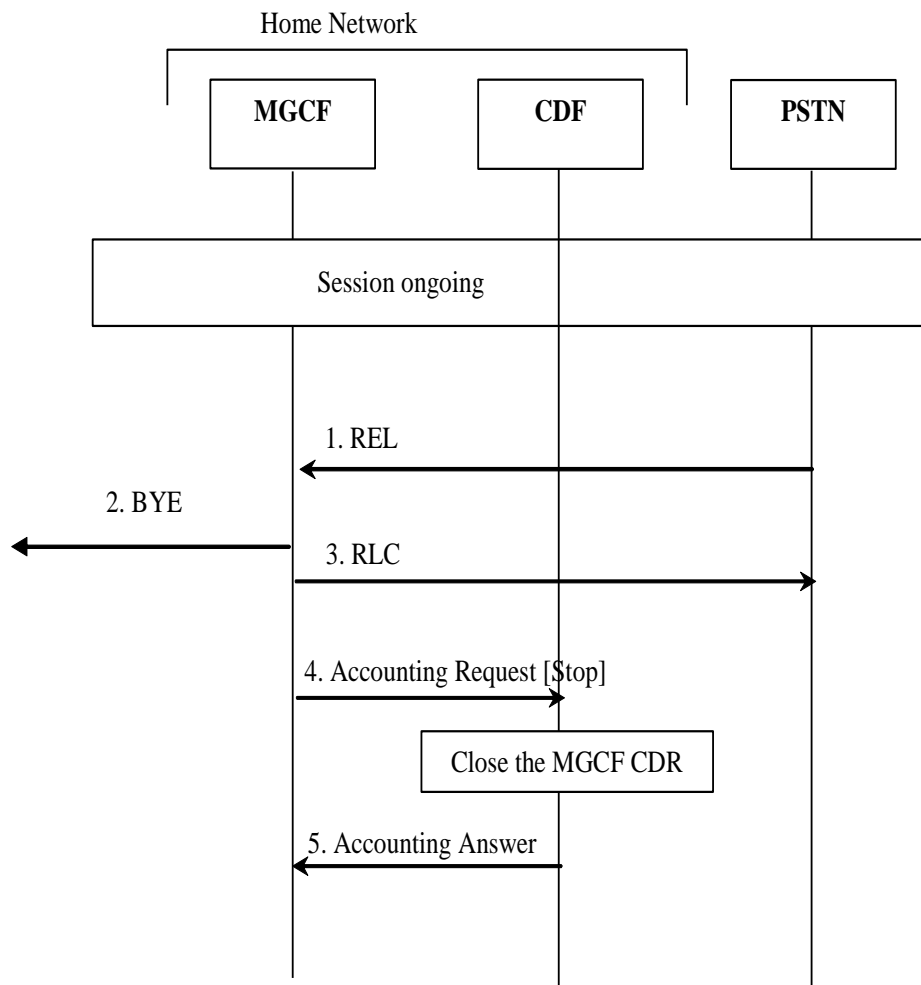 Home Network
MGCF
CDF
PSTN
Session ongoing
1. REL
2. BYE
3. RLC
4. Accounting Request [Stop]
Close the MGCF CDR
5. Accounting Answer